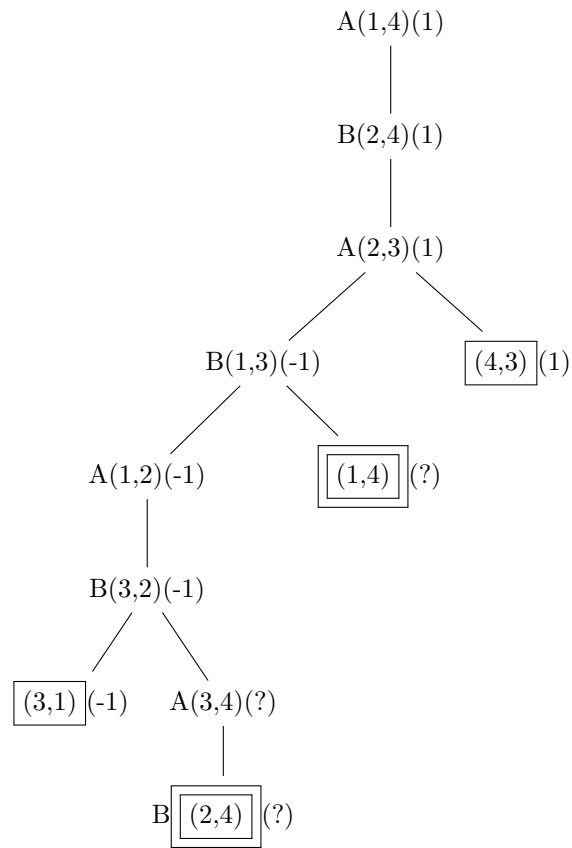 A(1,4)(1)
B(2,4)(1)
A(2,3)(1)
B(1,3)(-1)
(4,3) (1)
A(1,2)(-1)
(1,4) (?)
B(3,2)(-1)
(3,1) (-1)
A(3,4)(?)
B (2,4) (?)